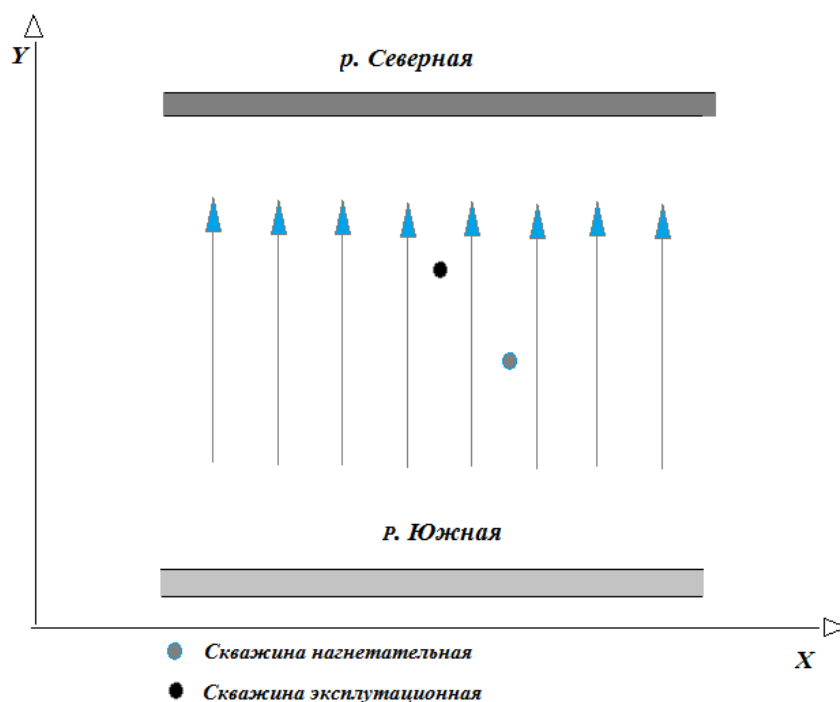 Y
р. Северная
Р. Южная
X
Скважина нагнетательная
Скважина эксплутационная